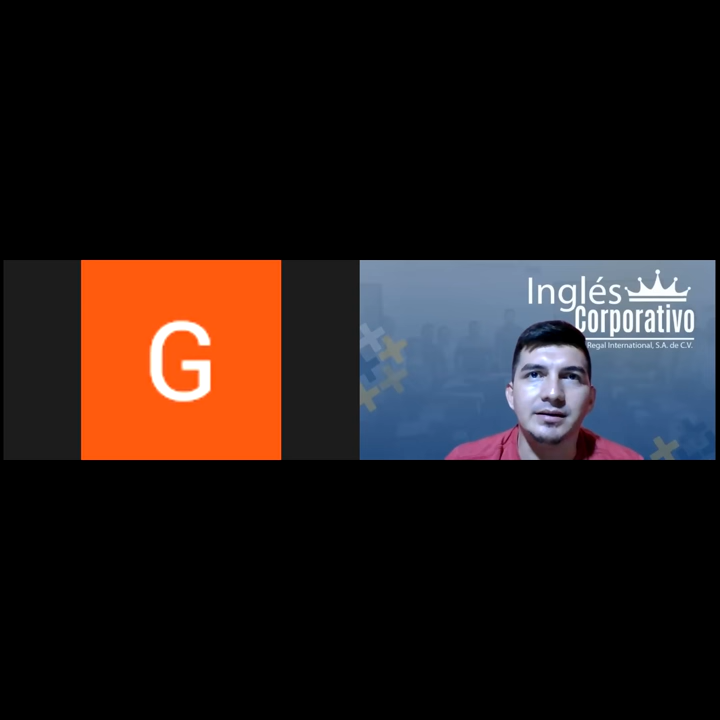 G
Inglés
Corporativo
Regal International, S.A. de C.V.